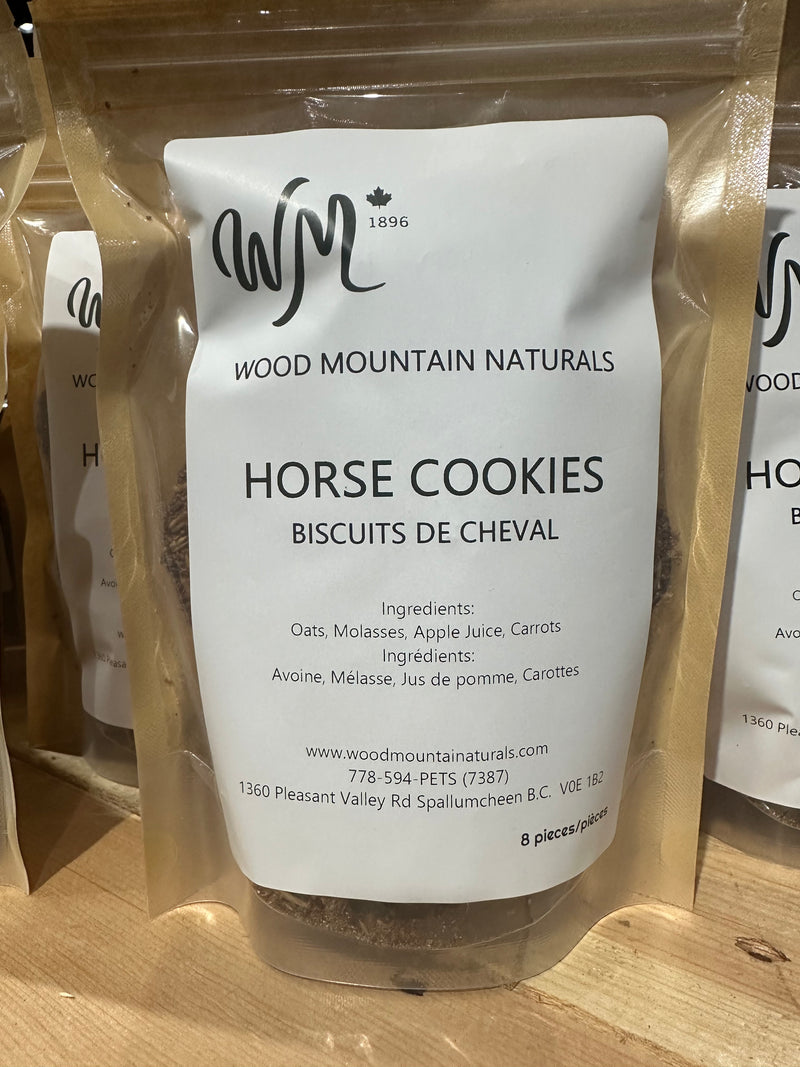 WM
1896
WOOD MOUNTAIN NATURALS
HORSE COOKIES
BISCUITS DE CHEVAL
Ingredients:
Oats, Molasses, Apple Juice, Carrots
Ingrédients:
Avoine, Mélasse, Jus de pomme, Carottes
www.woodmountainaturals.com
778-594-PETS (7387)
1360 Pleasant Valley Rd Spallumcheen B.C. V0E 1B2
8 pieces/pièces